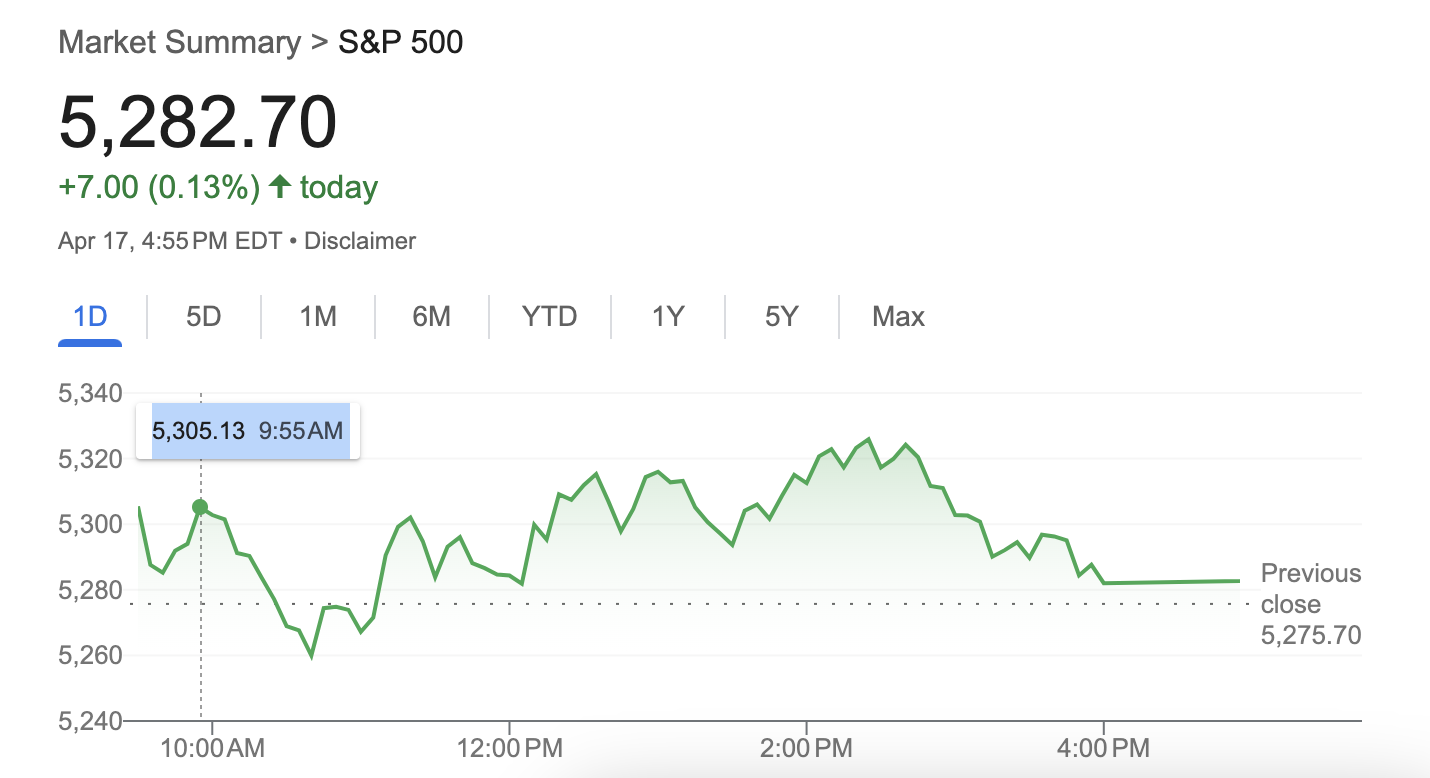 Market Summary > S&P 500
5,282.70
+7.00 (0.13%) ↑ today
Apr 17, 4:55 PM EDT • Disclaimer
1D 5D 1M 6M YTD 1Y 5Y Max
5,340
5,305.13 9:55 AM
5,320
5,300
5,280
Previous
close
5,275.70
5,260
5,240
10:00 AM 12:00 PM 2:00 PM 4:00 PM